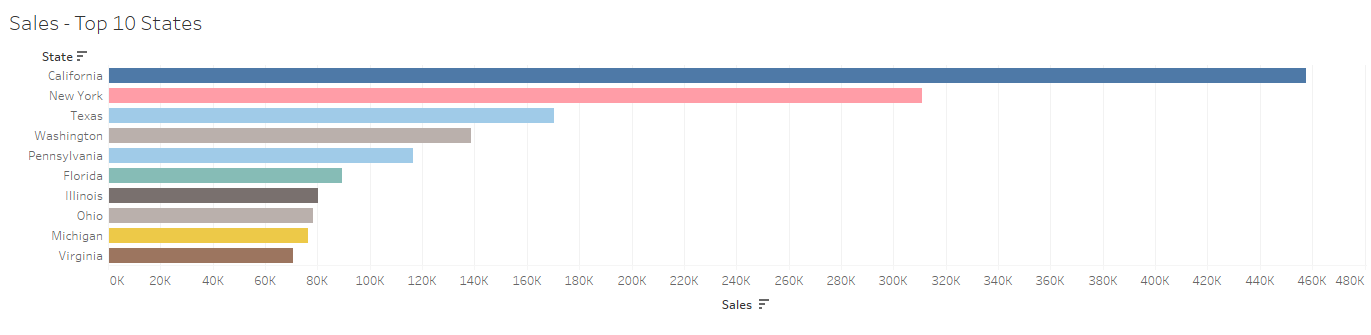 Sales - Top 10 States
State
California
New York
Texas
Washington
Pennsylvania
Florida
Illinois
Ohio
Michigan
Virginia
0K 20K 40K 60K 80K 100K 120K 140K 160K 180K 200K 220K 240K 260K 280K 300K 320K 340K 360K 380K 400K 420K 440K 460K 480K
Sales